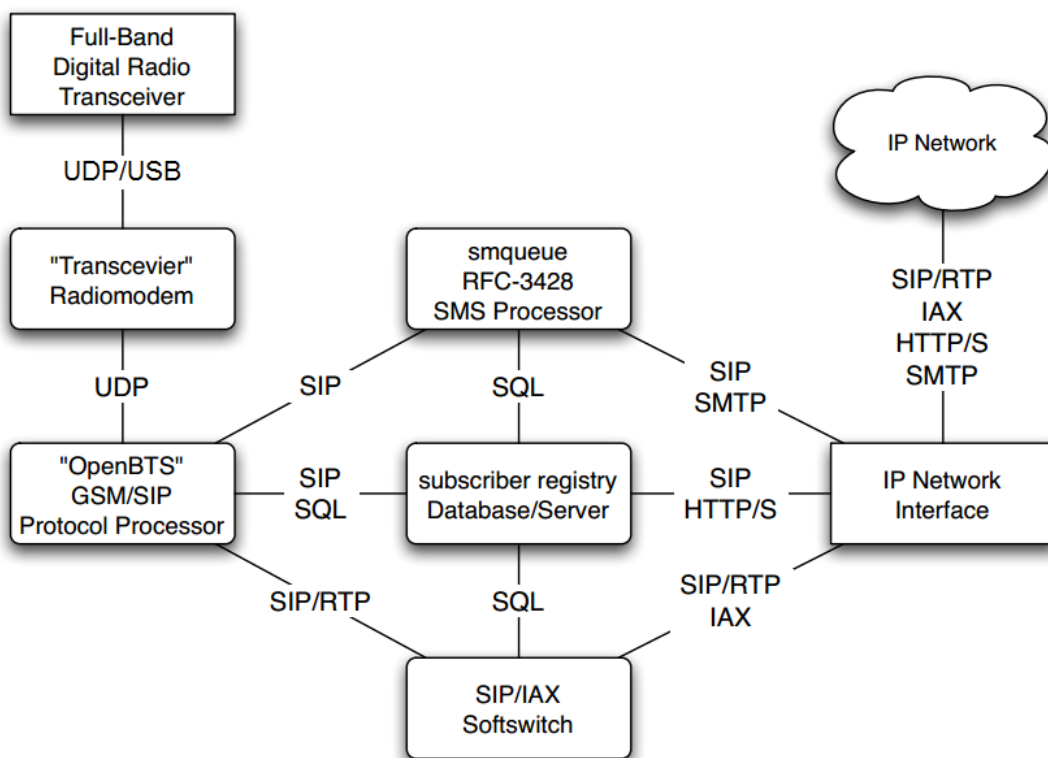 Full-Band
Digital Radio
Transceiver
UDP/USB
IP Network
"Transcevier"
Radiomodem
smqueue
RFC-3428
SMS Processor
SIP/RTP
IAX
HTTP/S
SMTP
UDP
SIP
SQL
SIP
SMTP
"OpenBTS"
GSM/SIP
Protocol Processor
SIP
SQL
subscriber registry
Database/Server
SIP
HTTP/S
IP Network
Interface
SIP/RTP
SQL
SIP/RTP
IAX
SIP/IAX
Softswitch